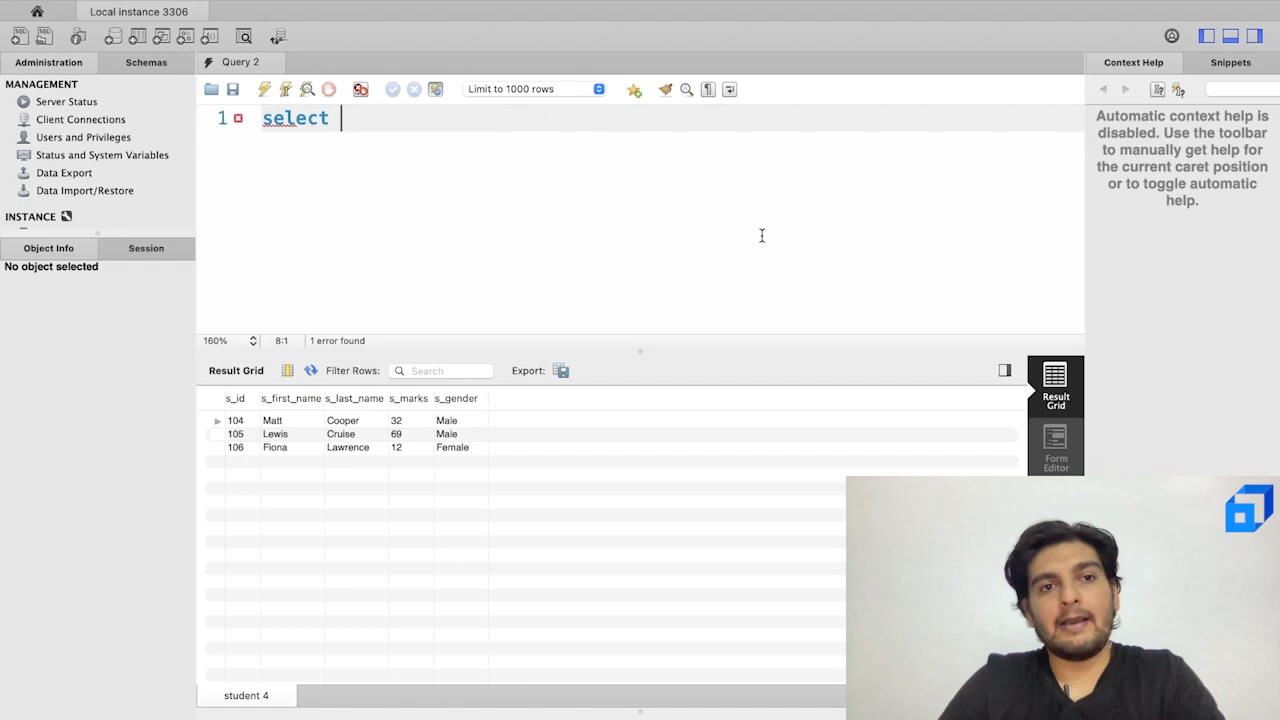 Local instance 3306
Administration Schemas Query 2 Context Help Snippets
MANAGEMENT
Server Status
Client Connections
Users and Privileges
Status and System Variables
Data Export
Data Import/Restore
INSTANCE
Object Info Session
No object selected
Limit to 1000 rows
1 select
160% 8:1 1 error found
Result Grid Filter Rows: Search Export:
s_id s_first_name s_last_name s_marks s_gender
104 Matt Cooper 32 Male
105 Lewis Cruise 69 Male
106 Fiona Lawrence 12 Female
student 4
Result
Grid
Form
Editor
Automatic context help is
disabled. Use the toolbar
to manually get help for
the current caret position
or to toggle automatic
help.